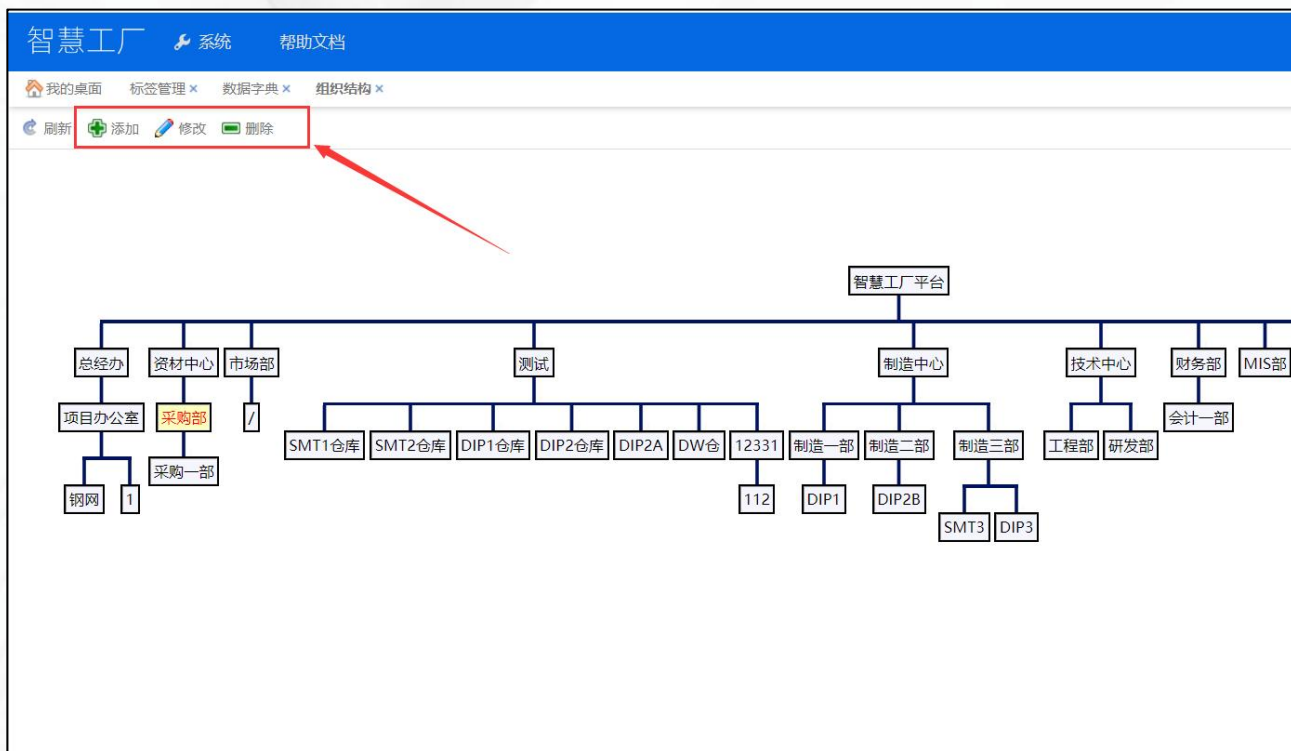 智慧工厂 系统 帮助文档
我的桌面 标签管理 × 数据字典 × 组织结构 ×
刷新 添加 修改 删除
智慧工厂平台
总经办 资材中心 市场部 测试 制造中心 技术中心 财务部 MIS部
项目办公室 采购部 / 会计一部
SMT1仓库 SMT2仓库 DIP1仓库 DIP2仓库 DIP2A DW仓 12331 制造一部 制造二部 制造三部 工程部 研发部
采购一部
钢网 1 112 DIP1 DIP2B
SMT3 DIP3